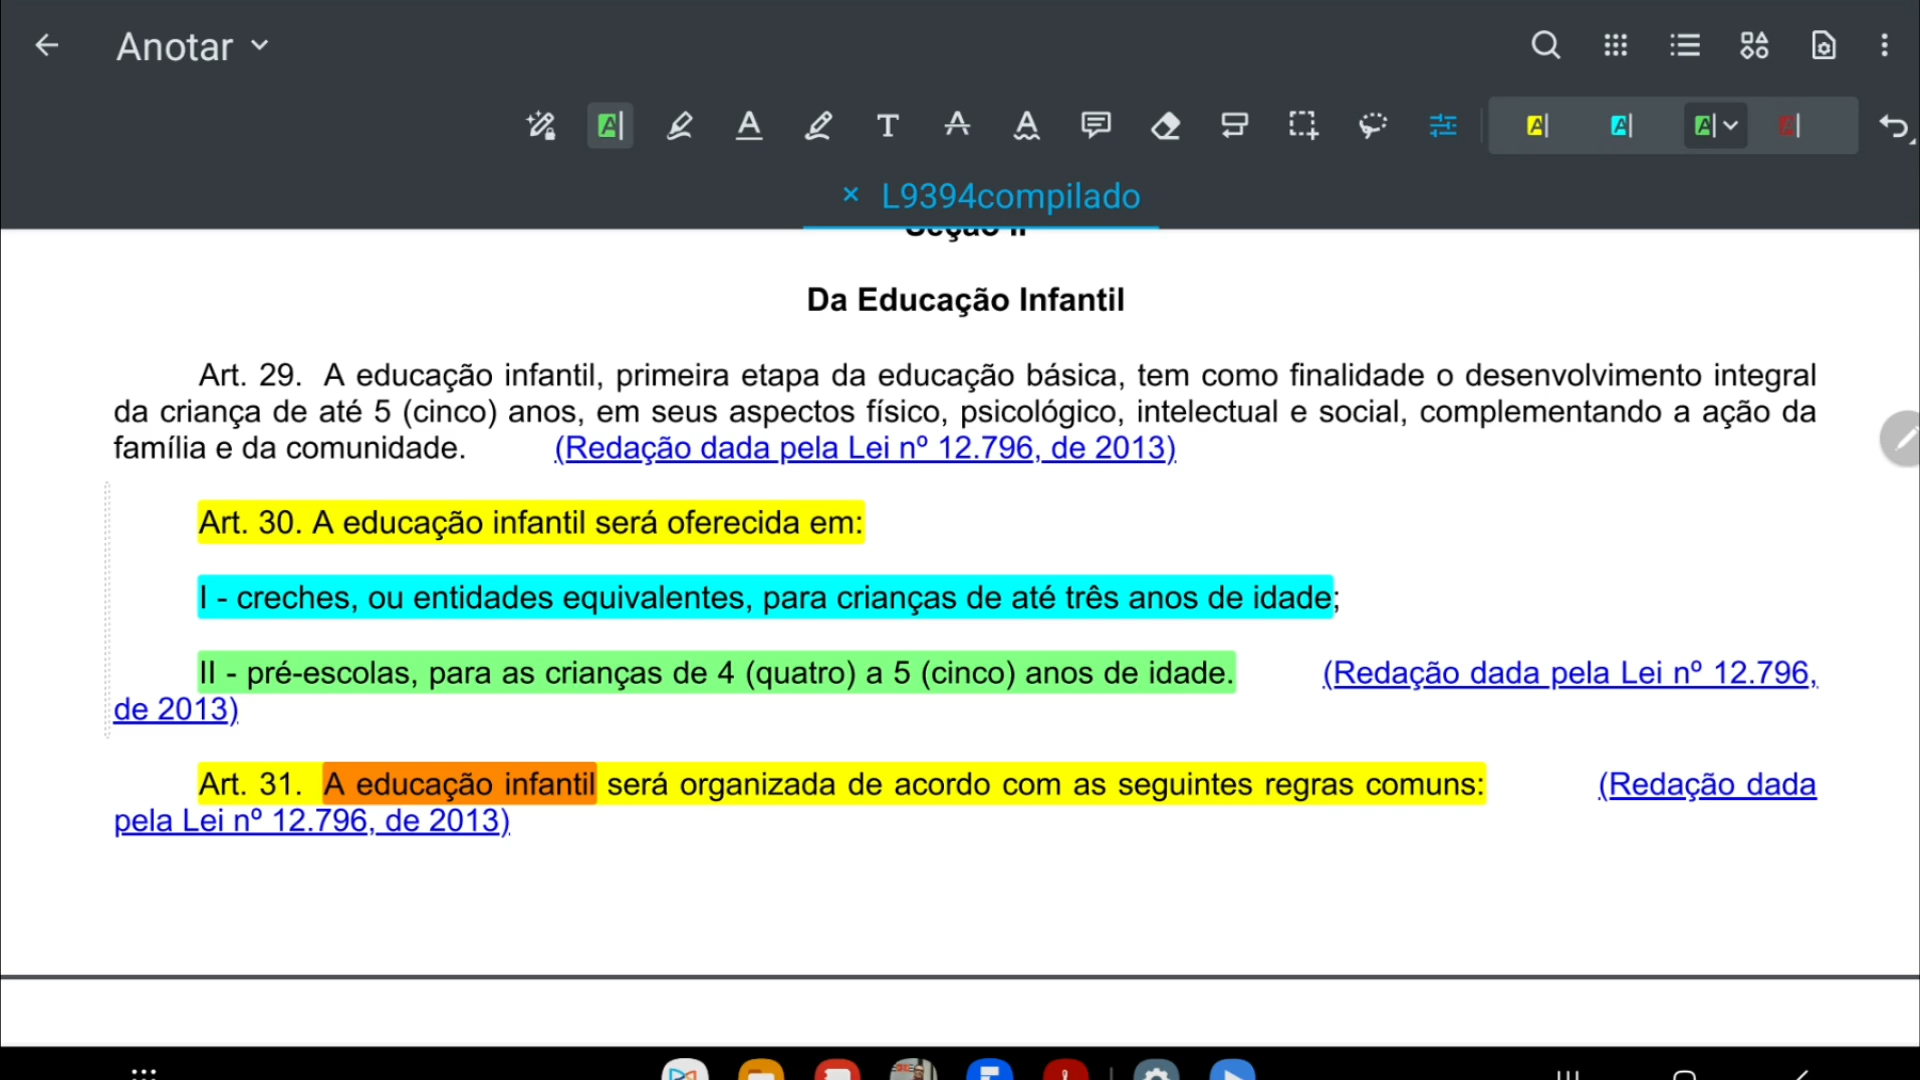 Anotar
L9394compilado
Seção II
Da Educação Infantil
Art. 29. A educação infantil, primeira etapa da educação básica, tem como finalidade o desenvolvimento integral
da criança de até 5 (cinco) anos, em seus aspectos físico, psicológico, intelectual e social, complementando a ação da
família e da comunidade. (Redação dada pela Lei nº 12.796, de 2013)
Art. 30. A educação infantil será oferecida em:
I - creches, ou entidades equivalentes, para crianças de até três anos de idade;
II - pré-escolas, para as crianças de 4 (quatro) a 5 (cinco) anos de idade. (Redação dada pela Lei nº 12.796,
de 2013)
Art. 31. A educação infantil será organizada de acordo com as seguintes regras comuns: (Redação dada
pela Lei nº 12.796, de 2013)